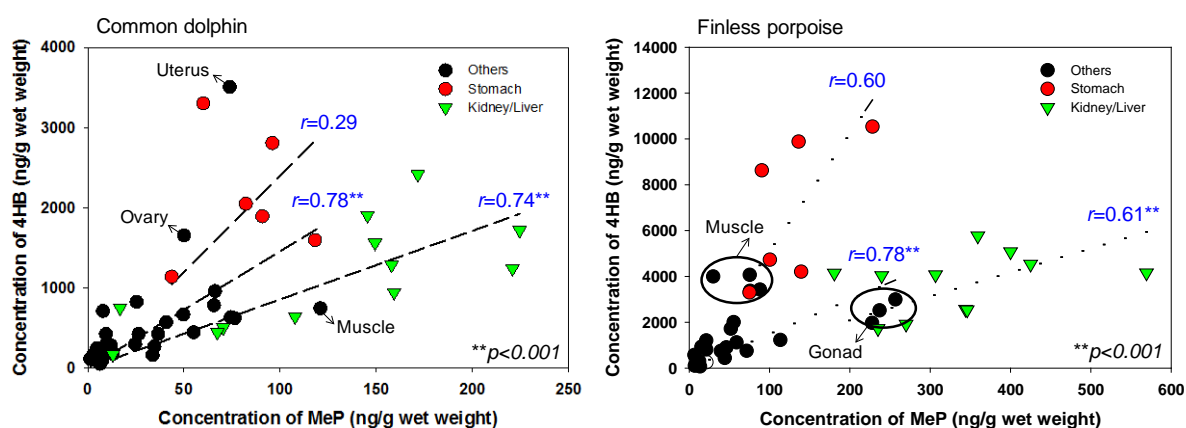 Common dolphin
Concentration of 4HB (ng/g wet weight)
4000
3000
2000
1000
0
Uterus
Others
Stomach
Kidney/Liver
r=0.29
r=0.78**
r=0.74**
Ovary
Muscle
**p<0.001
0 50 100 150 200 250
Concentration of MeP (ng/g wet weight)
Finless porpoise
Concentration of 4HB (ng/g wet weight)
14000
12000
10000
8000
6000
4000
2000
0
r=0.60
Others
Stomach
Kidney/Liver
Muscle
r=0.61**
r=0.78**
Gonad
**p<0.001
0 100 200 300 400 500 600
Concentration of MeP (ng/g wet weight)